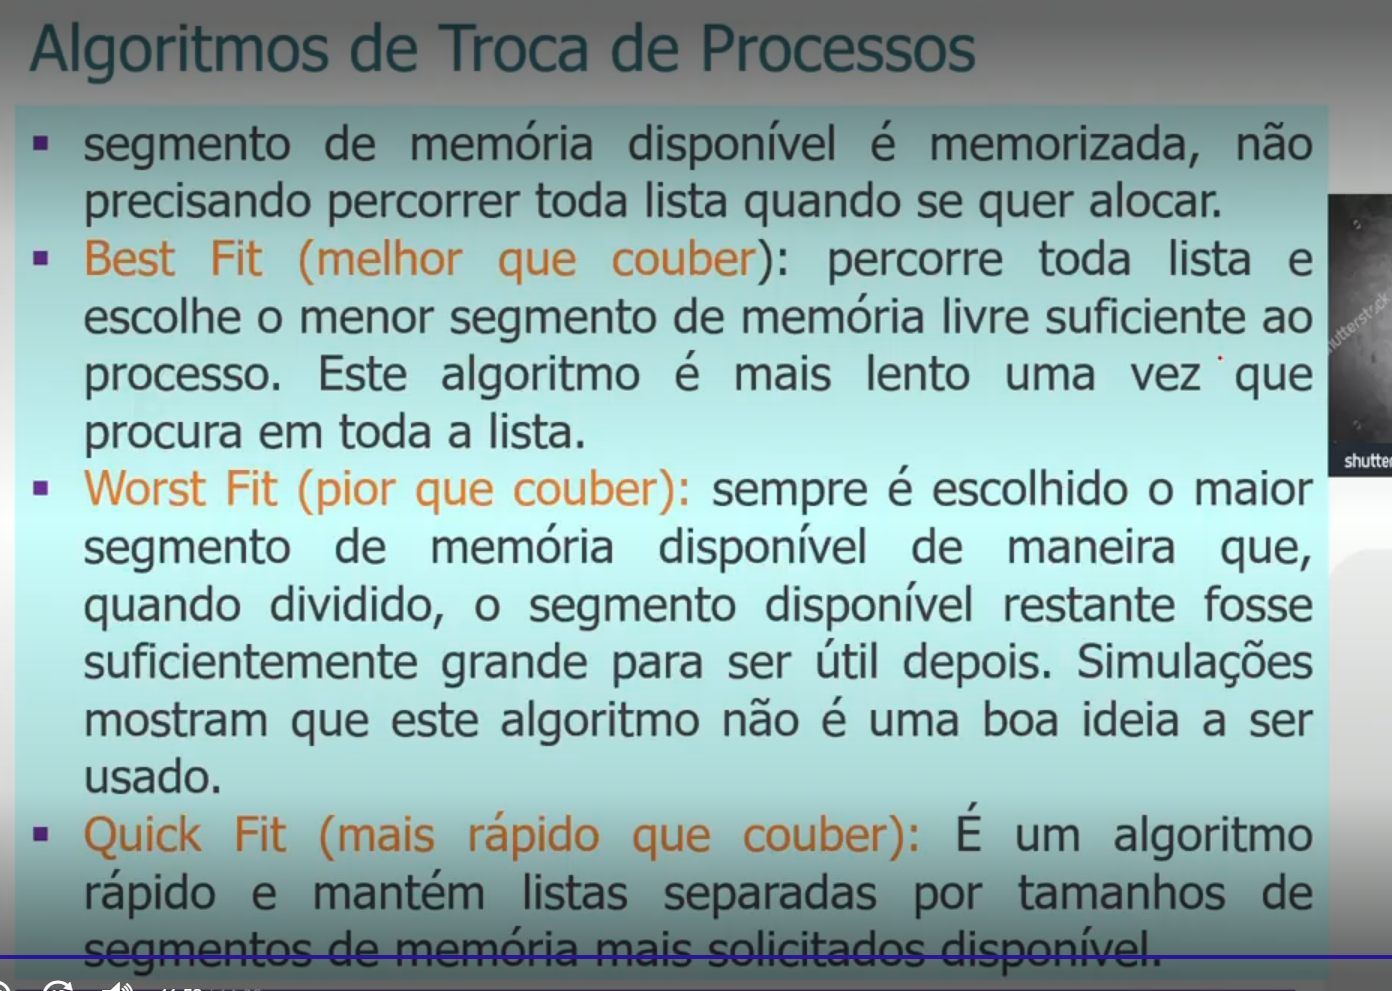 Algoritmos de Troca de Processos
segmento de memória disponível é memorizada, não
precisando percorrer toda lista quando se quer alocar.
Best Fit (melhor que couber): percorre toda lista e
escolhe o menor segmento de memória livre suficiente ao
processo. Este algoritmo é mais lento uma vez que
procura em toda a lista.
Worst Fit (pior que couber): sempre é escolhido o maior
segmento de memória disponível de maneira que,
quando dividido, o segmento disponível restante fosse
suficientemente grande para ser útil depois. Simulações
mostram que este algoritmo não é uma boa ideia a ser
usado.
Quick Fit (mais rápido que couber): É um algoritmo
rápido e mantém listas separadas por tamanhos de
segmentos de memória mais solicitados disponível.